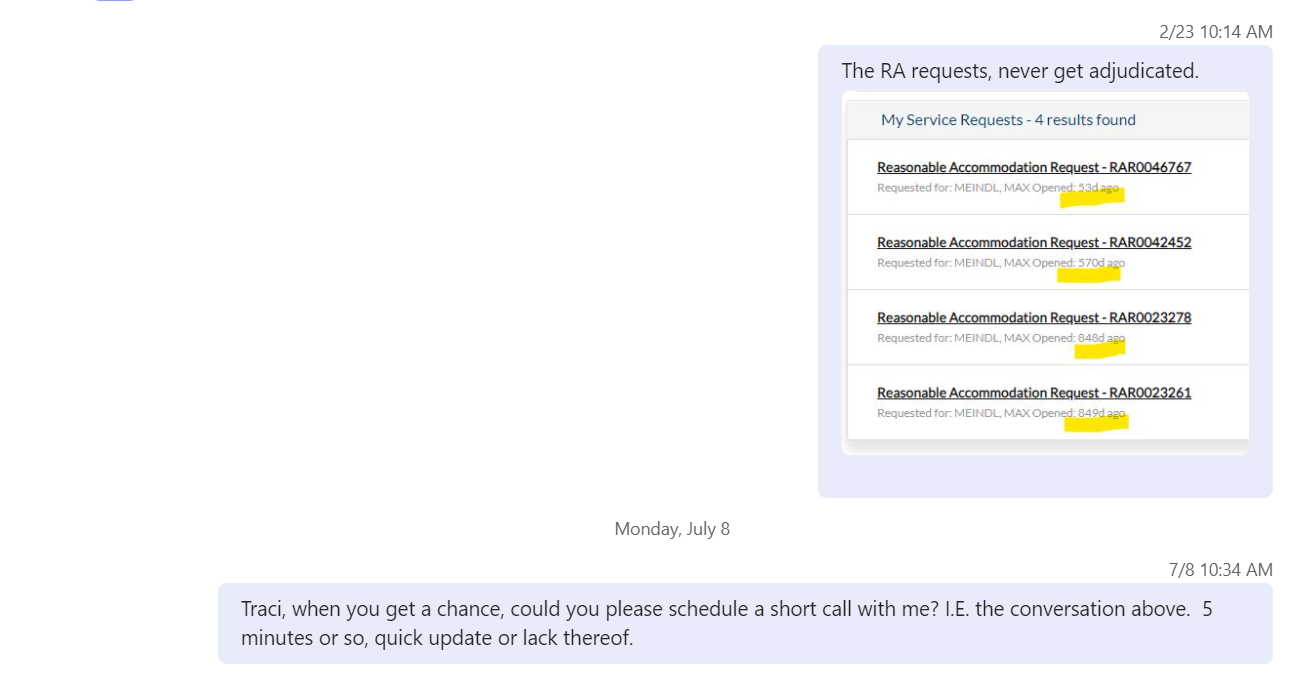 2/23 10:14 AM
The RA requests, never get adjudicated.
My Service Requests - 4 results found
Reasonable Accommodation Request - RAR0046767
Requested for: MEINDL, MAX Opened: 53d ago
Reasonable Accommodation Request - RAR0042452
Requested for: MEINDL, MAX Opened: 570d ago
Reasonable Accommodation Request - RAR0023278
Requested for: MEINDL, MAX Opened: 848d ago
Reasonable Accommodation Request - RAR0023261
Requested for: MEINDL, MAX Opened: 849d ago
Monday, July 8
7/8 10:34 AM
Traci, when you get a chance, could you please schedule a short call with me? I.E. the conversation above.  5
minutes or so, quick update or lack thereof.